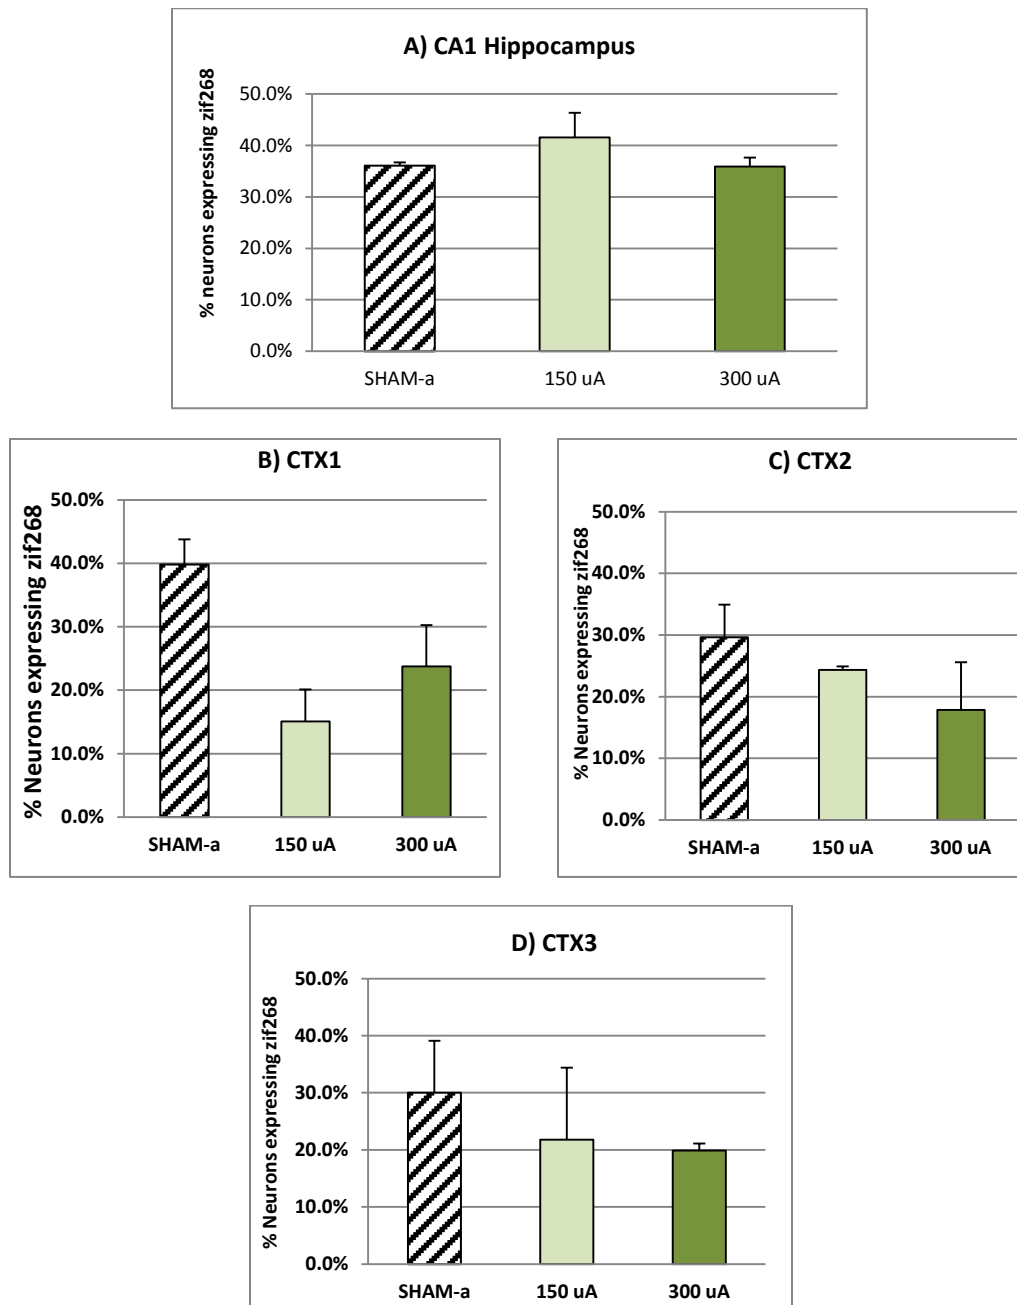 A) CA1 Hippocampus
% neurons expressing zif268
50.0%
40.0%
30.0%
20.0%
10.0%
0.0%
SHAM-a 150 uA 300 uA
B) CTX1
% Neurons expressing zif268
50.0%
40.0%
30.0%
20.0%
10.0%
0.0%
SHAM-a 150 uA 300 uA
C) CTX2
% Neurons expressing zif268
50.0%
40.0%
30.0%
20.0%
10.0%
0.0%
SHAM-a 150 uA 300 uA
D) CTX3
% Neurons expressing zif268
50.0%
40.0%
30.0%
20.0%
10.0%
0.0%
SHAM-a 150 uA 300 uA